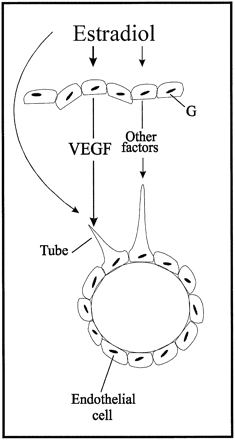 Estradiol
G
VEGF
Other
factors
Tube
Endothelial
cell